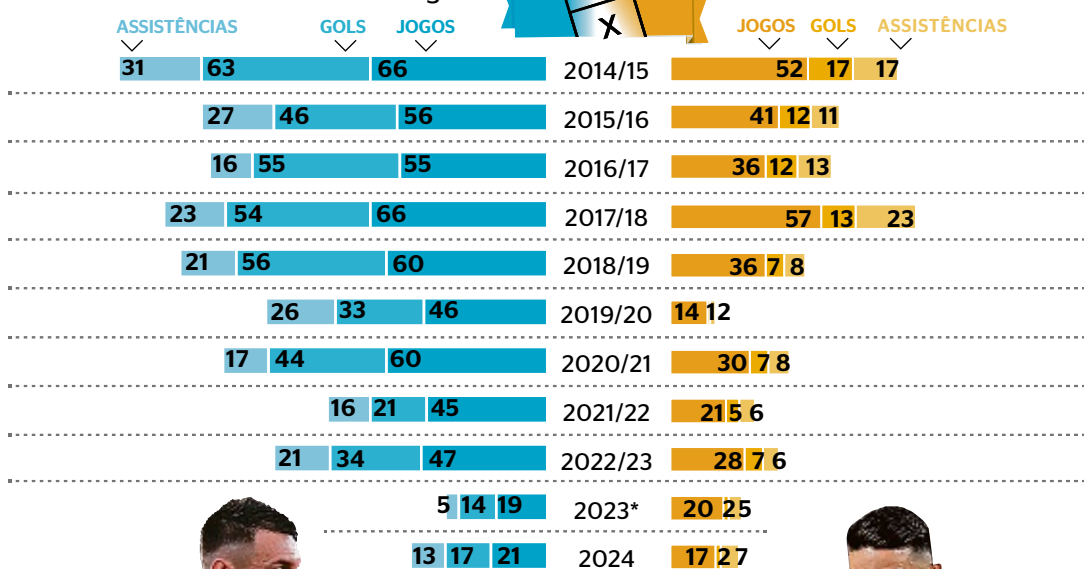 X
ASSISTÊNCIAS GOLS JOGOS JOGOS GOLS ASSISTÊNCIAS
31 63 66 2014/15 52 17 17
27 46 56 2015/16 41 12 11
16 55 55 2016/17 36 12 13
23 54 66 2017/18 57 13 23
21 56 60 2018/19 36 7 8
26 33 46 2019/20 14 1 2
17 44 60 2020/21 30 7 8
16 21 45 2021/22 21 5 6
21 34 47 2022/23 28 7 6
5 14 19 2023* 20 2 5
13 17 21 2024 17 2 7